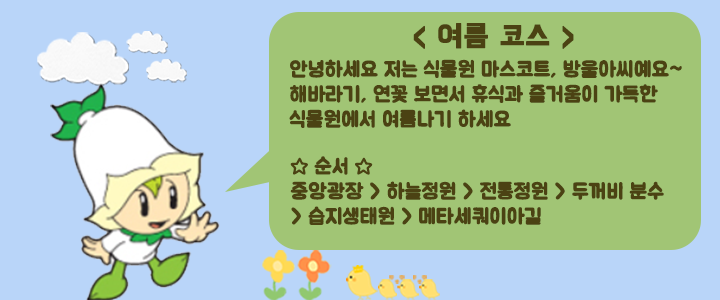 < 여름 코스 >
안녕하세요 저는 식물원 마스코트, 방울아씨예요~
해바라기, 연꽃 보면서 휴식과 즐거움이 가득한
식물원에서 여름나기 하세요
☆ 순서 ☆
중앙광장 > 하늘정원 > 전통정원 > 두꺼비 분수
> 습지생태원 > 메타세쿼이아길